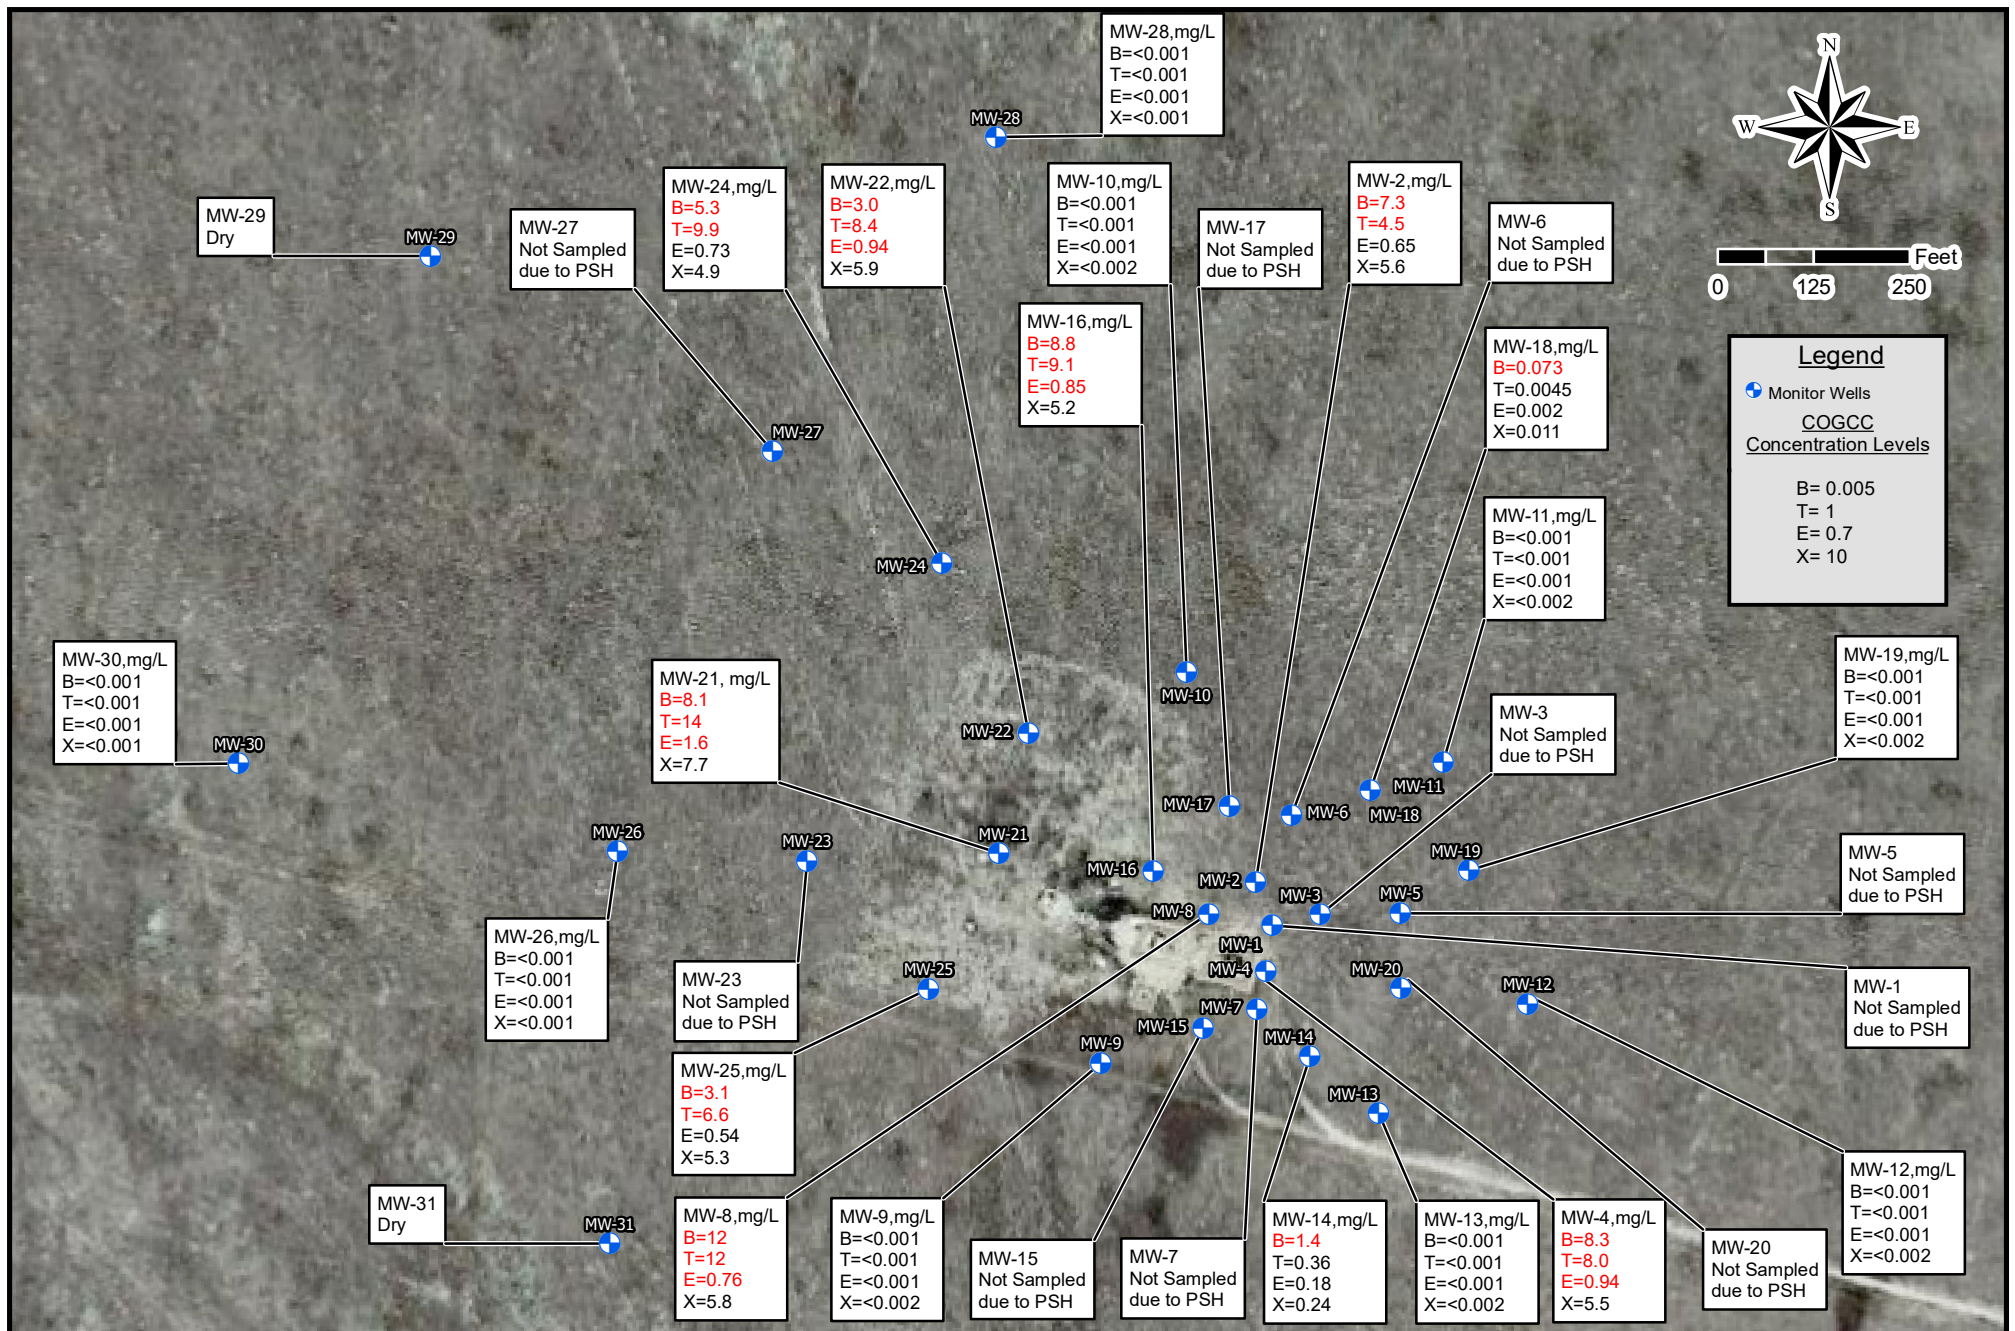 MW-28,mg/L
B=<0.001
T=<0.001
E=<0.001
X=<0.001
MW-28
N
W
E
S
Feet
0
125
250
MW-29
Dry
MW-29
MW-27
Not Sampled
due to PSH
MW-27
MW-24,mg/L
B=5.3
T=9.9
E=0.73
X=4.9
MW-24
MW-22,mg/L
B=3.0
T=8.4
E=0.94
X=5.9
MW-22
MW-10,mg/L
B=<0.001
T=<0.001
E=<0.001
X=<0.002
MW-10
MW-17
Not Sampled
due to PSH
MW-17
MW-2,mg/L
B=7.3
T=4.5
E=0.65
X=5.6
MW-2
MW-6
Not Sampled
due to PSH
MW-6
MW-16,mg/L
B=8.8
T=9.1
E=0.85
X=5.2
MW-16
MW-18,mg/L
B=0.073
T=0.0045
E=0.002
X=0.011
MW-18
Legend
Monitor Wells
COGCC
Concentration Levels
B= 0.005
T= 1
E= 0.7
X= 10
MW-11,mg/L
B=<0.001
T=<0.001
E=<0.001
X=<0.002
MW-11
MW-30,mg/L
B=<0.001
T=<0.001
E=<0.001
X=<0.001
MW-30
MW-21, mg/L
B=8.1
T=14
E=1.6
X=7.7
MW-21
MW-3
Not Sampled
due to PSH
MW-3
MW-19,mg/L
B=<0.001
T=<0.001
E=<0.001
X=<0.002
MW-19
MW-5
Not Sampled
due to PSH
MW-5
MW-26
MW-26,mg/L
B=<0.001
T=<0.001
E=<0.001
X=<0.001
MW-23
MW-23
Not Sampled
due to PSH
MW-8
MW-1
MW-1
Not Sampled
due to PSH
MW-4
MW-20
MW-12
MW-25
MW-25,mg/L
B=3.1
T=6.6
E=0.54
X=5.3
MW-7
MW-15
MW-9
MW-14
MW-13
MW-31
Dry
MW-31
MW-8,mg/L
B=12
T=12
E=0.76
X=5.8
MW-9,mg/L
B=<0.001
T=<0.001
E=<0.001
X=<0.002
MW-15
Not Sampled
due to PSH
MW-7
Not Sampled
due to PSH
MW-14,mg/L
B=1.4
T=0.36
E=0.18
X=0.24
MW-13,mg/L
B=<0.001
T=<0.001
E=<0.001
X=<0.002
MW-4,mg/L
B=8.3
T=8.0
E=0.94
X=5.5
MW-20
Not Sampled
due to PSH
MW-12,mg/L
B=<0.001
T=<0.001
E=<0.001
X=<0.002